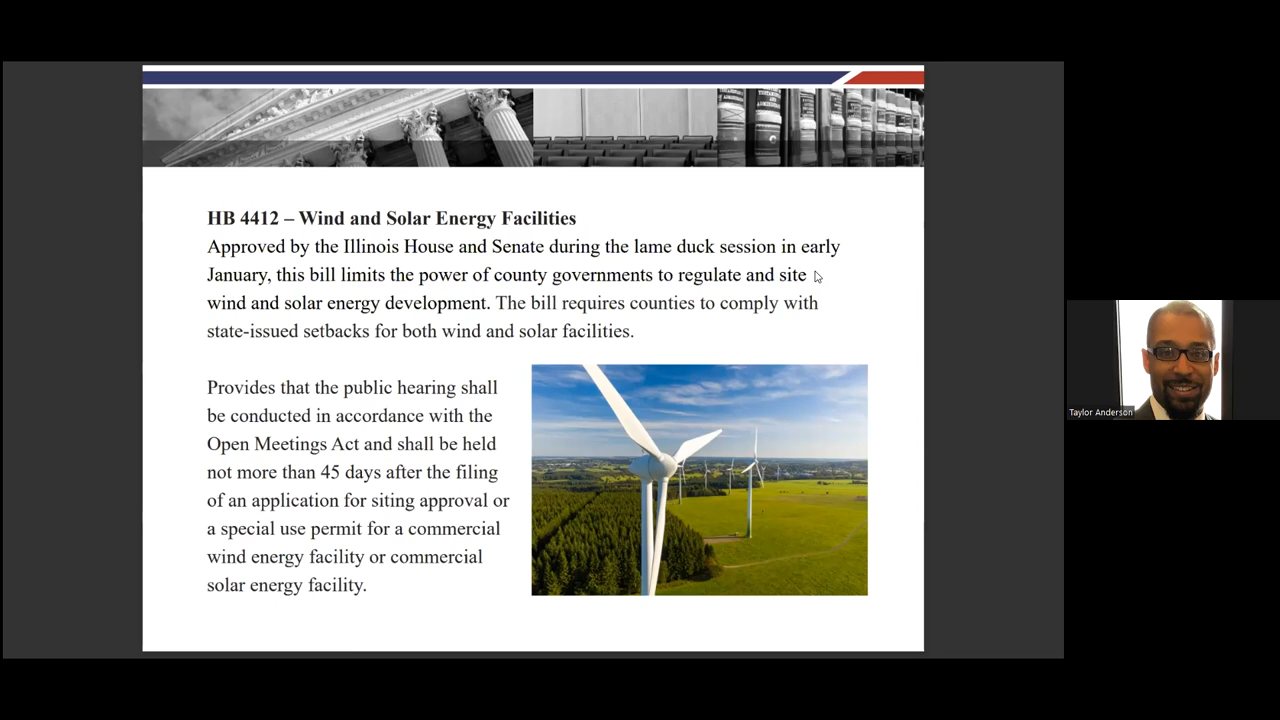 HB 4412 – Wind and Solar Energy Facilities
Approved by the Illinois House and Senate during the lame duck session in early
January, this bill limits the power of county governments to regulate and site
wind and solar energy development. The bill requires counties to comply with
state-issued setbacks for both wind and solar facilities.
Provides that the public hearing shall
be conducted in accordance with the
Open Meetings Act and shall be held
not more than 45 days after the filing
of an application for siting approval or
a special use permit for a commercial
wind energy facility or commercial
solar energy facility.
Taylor Anderson